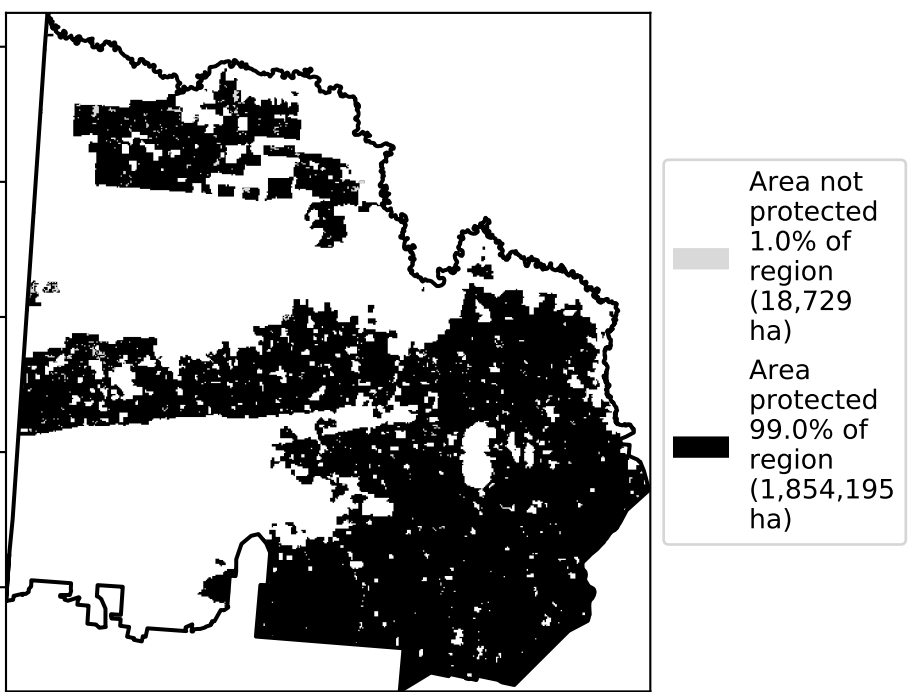 Area not
protected
1.0% of
region
(18,729
ha)
Area
protected
99.0% of
region
(1,854,195
ha)